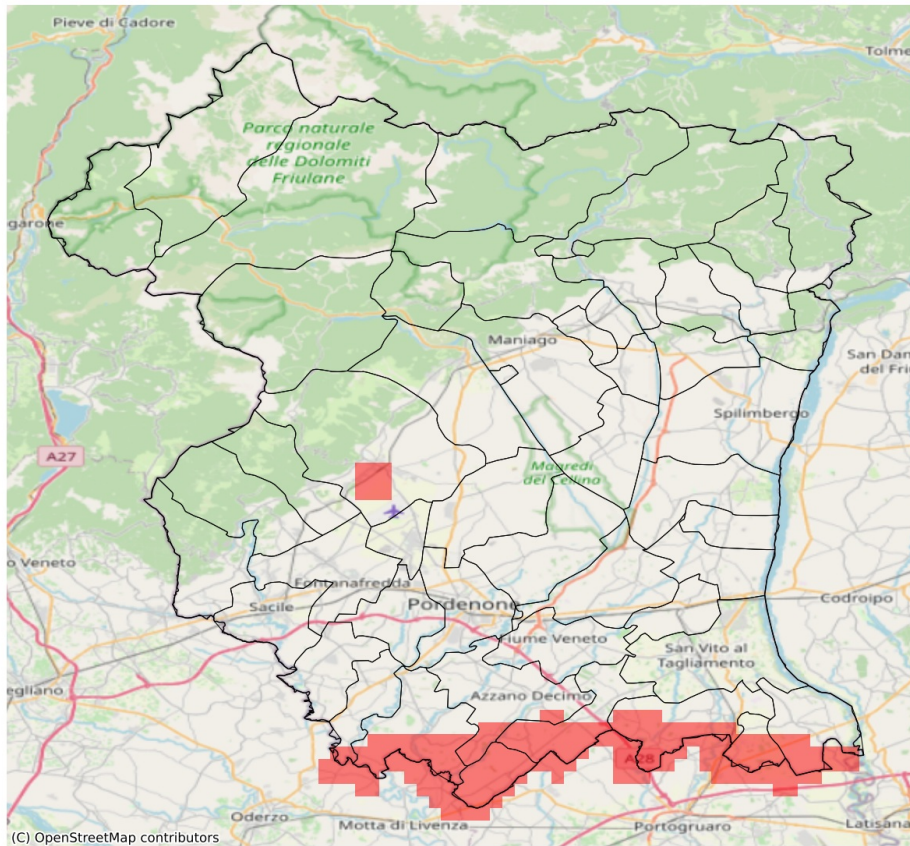 Pieve di Cadore
Tolme
Parco naturale
regionale
delle Dolomiti
Friulane
garone
Maniago
San Dan
del Friu
Spilimbergo
A27
Magredi
del Cellina
o Veneto
Fontanafredda
Sacile
Pordenone
Codroipo
Fiume Veneto
San Vito al
Tagliamento
egliano
Azzano Decimo
A28
Oderzo
Motta di Livenza
Portogruaro
Latisana
(C) OpenStreetMap contributors